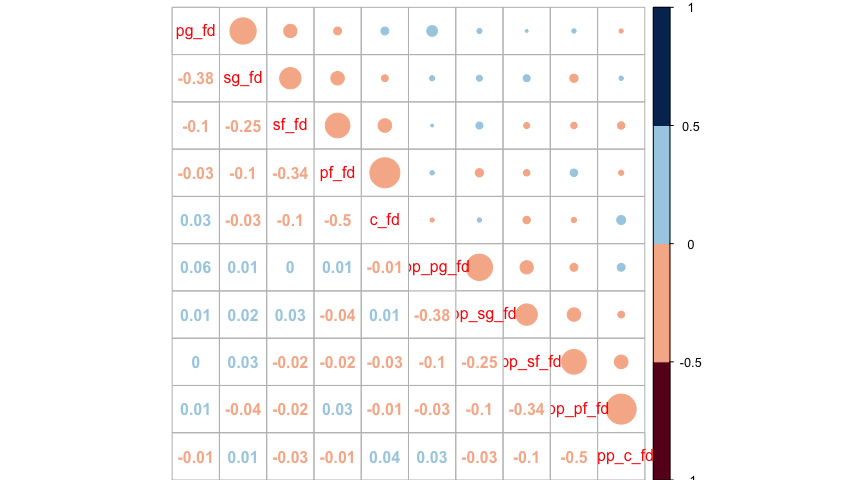 pg_fd
-0.38 sg_fd
-0.1 -0.25 sf_fd
-0.03 -0.1 -0.34 pf_fd
0.03 -0.03 -0.1 -0.5 c_fd
0.06 0.01 0 0.01 -0.01 pp_pg_fd
0.01 0.02 0.03 -0.04 0.01 -0.38 pp_sg_fd
0 0.03 -0.02 -0.02 -0.03 -0.1 -0.25 pp_sf_fd
0.01 -0.04 -0.02 0.03 -0.01 -0.03 -0.1 -0.34 pp_pf_fd
-0.01 0.01 -0.03 -0.01 0.04 0.03 -0.03 -0.1 -0.5 pp_c_fd
1
0.5
0
-0.5
-1